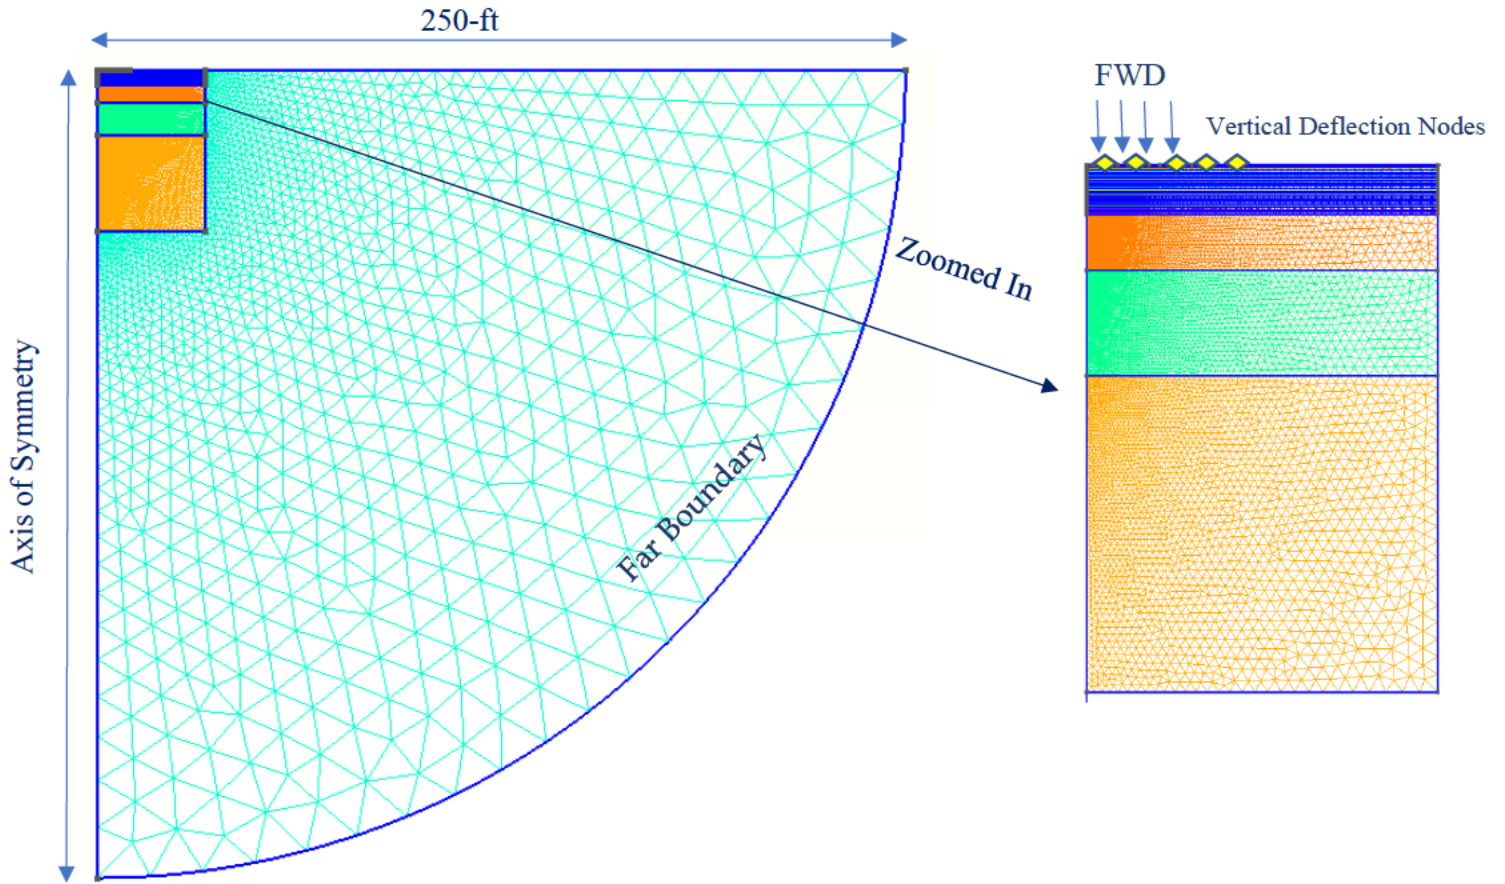 250-ft
FWD
Vertical Deflection Nodes
Zoomed In
Axis of Symmetry
Far Boundary